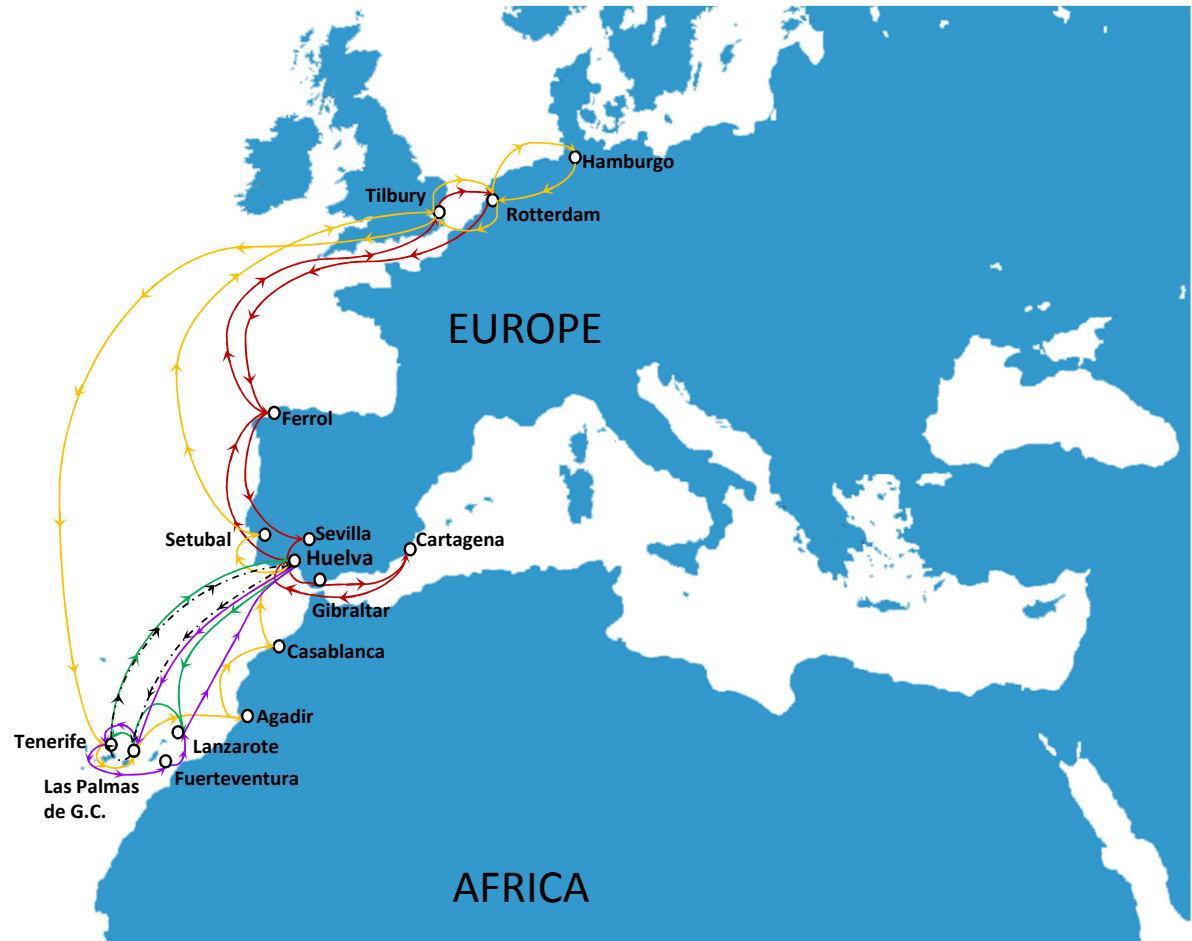 Hamburgo
Tilbury
Rotterdam
EUROPE
Ferrol
Setubal
Sevilla
Cartagena
Huelva
Gibraltar
Casablanca
Agadir
Tenerife
Lanzarote
Fuerteventura
Las Palmas
de G.C.
AFRICA